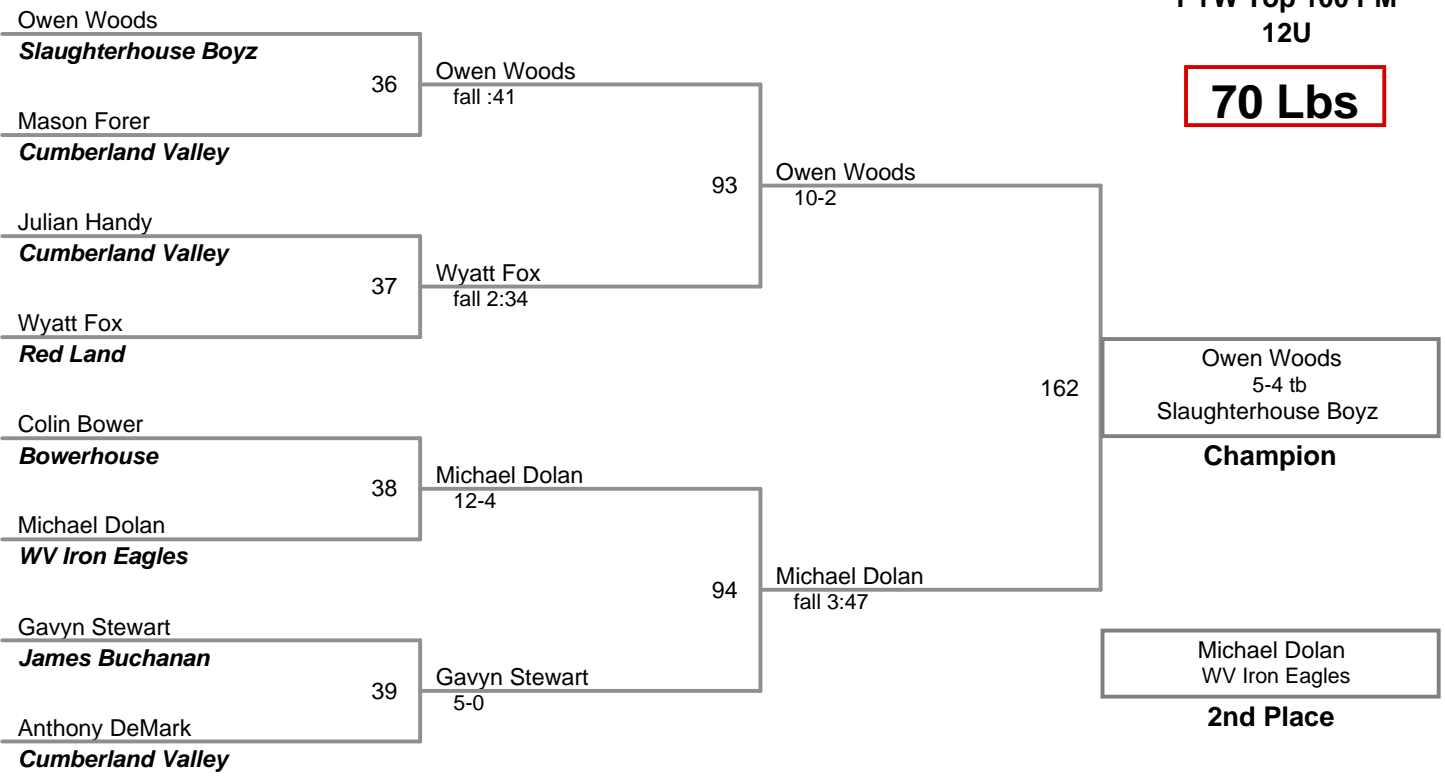 Top 100 PM
12U
70 Lbs
Owen Woods
Slaughterhouse Boyz
36
Mason Forer
Cumberland Valley
Owen Woods
fall :41
Julian Handy
Cumberland Valley
37
Wyatt Fox
Red Land
Wyatt Fox
fall 2:34
93
Owen Woods
10-2
Colin Bower
Bowerhouse
38
Michael Dolan
WV Iron Eagles
Michael Dolan
12-4
Gavyn Stewart
James Buchanan
39
Anthony DeMark
Cumberland Valley
Gavyn Stewart
5-0
94
Michael Dolan
fall 3:47
162
Owen Woods
5-4 tb
Slaughterhouse Boyz
Champion
Michael Dolan
WV Iron Eagles
2nd Place